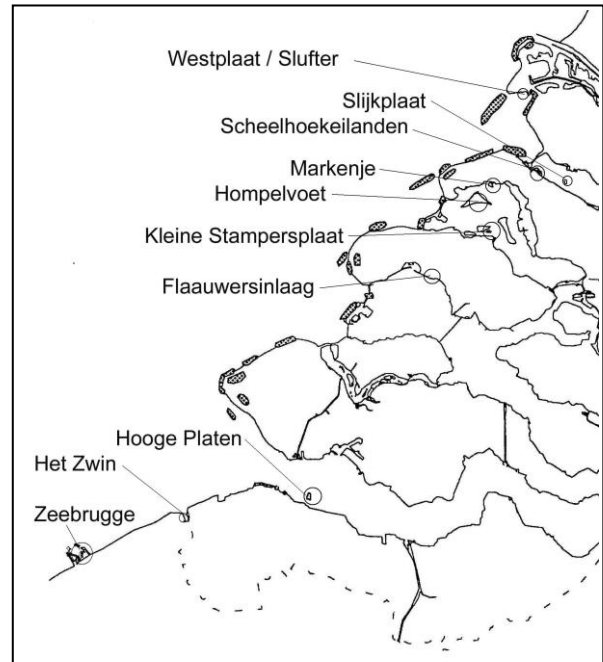 Westplaat / Slufter
Slijkplaat
Scheelhoekeilanden
Markenje
Hompelvoet
Kleine Stampersplaat
Flaauwersinlaag
Hooge Platen
Het Zwin
Zeebrugge